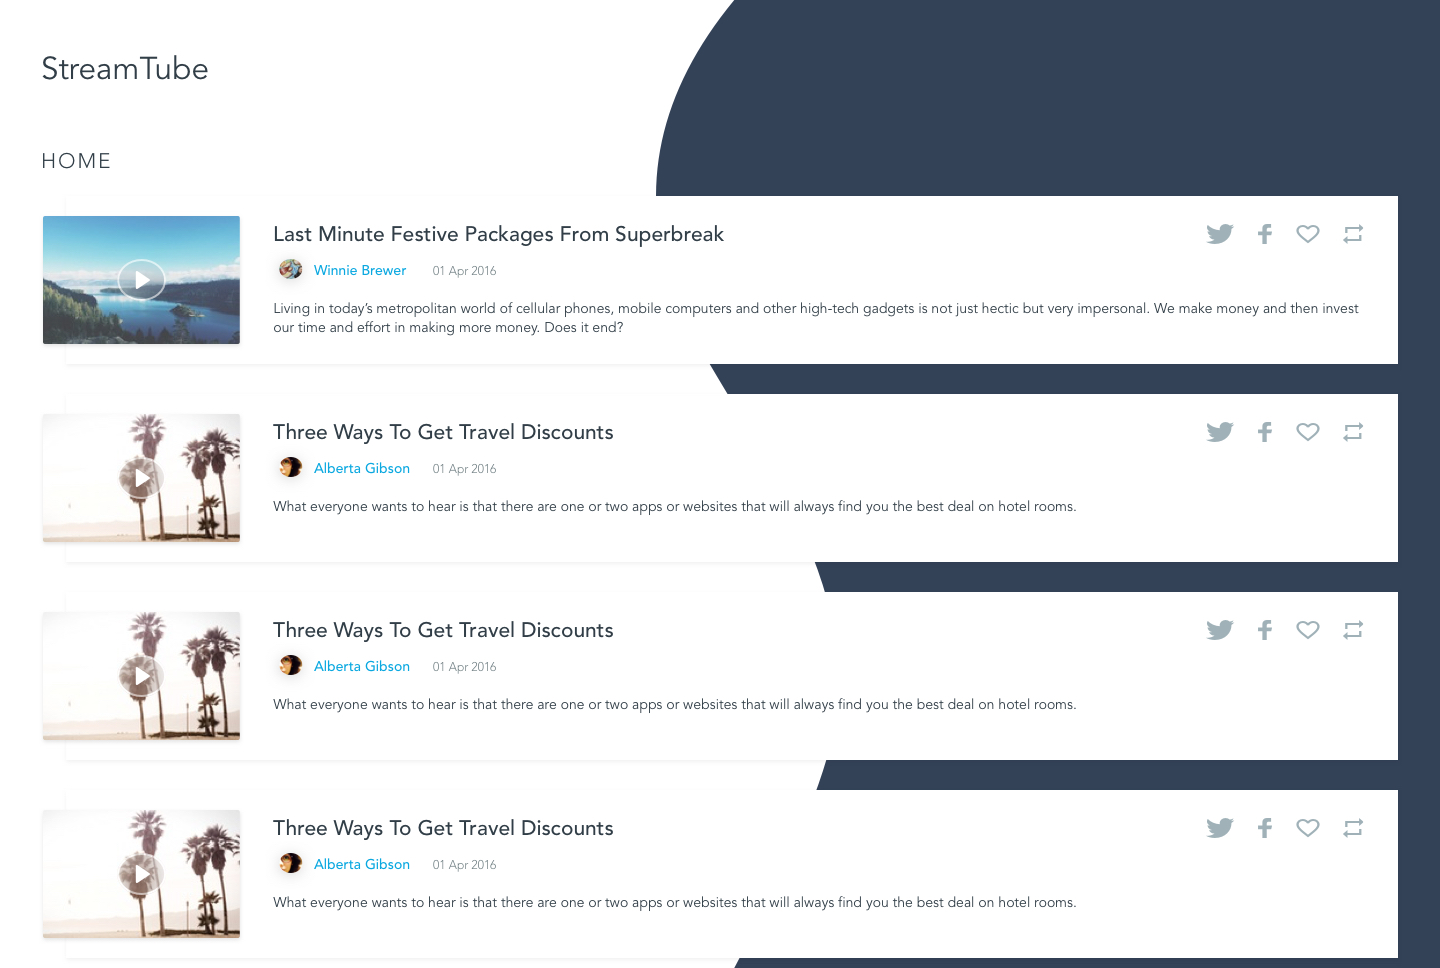 StreamTube
HOME
Last Minute Festive Packages From Superbreak
Winnie Brewer 01 Apr 2016
Living in today’s metropolitan world of cellular phones, mobile computers and other high-tech gadgets is not just hectic but very impersonal. We make money and then invest
our time and effort in making more money. Does it end?
Three Ways To Get Travel Discounts
Alberta Gibson 01 Apr 2016
What everyone wants to hear is that there are one or two apps or websites that will always find you the best deal on hotel rooms.
Three Ways To Get Travel Discounts
Alberta Gibson 01 Apr 2016
What everyone wants to hear is that there are one or two apps or websites that will always find you the best deal on hotel rooms.
Three Ways To Get Travel Discounts
Alberta Gibson 01 Apr 2016
What everyone wants to hear is that there are one or two apps or websites that will always find you the best deal on hotel rooms.